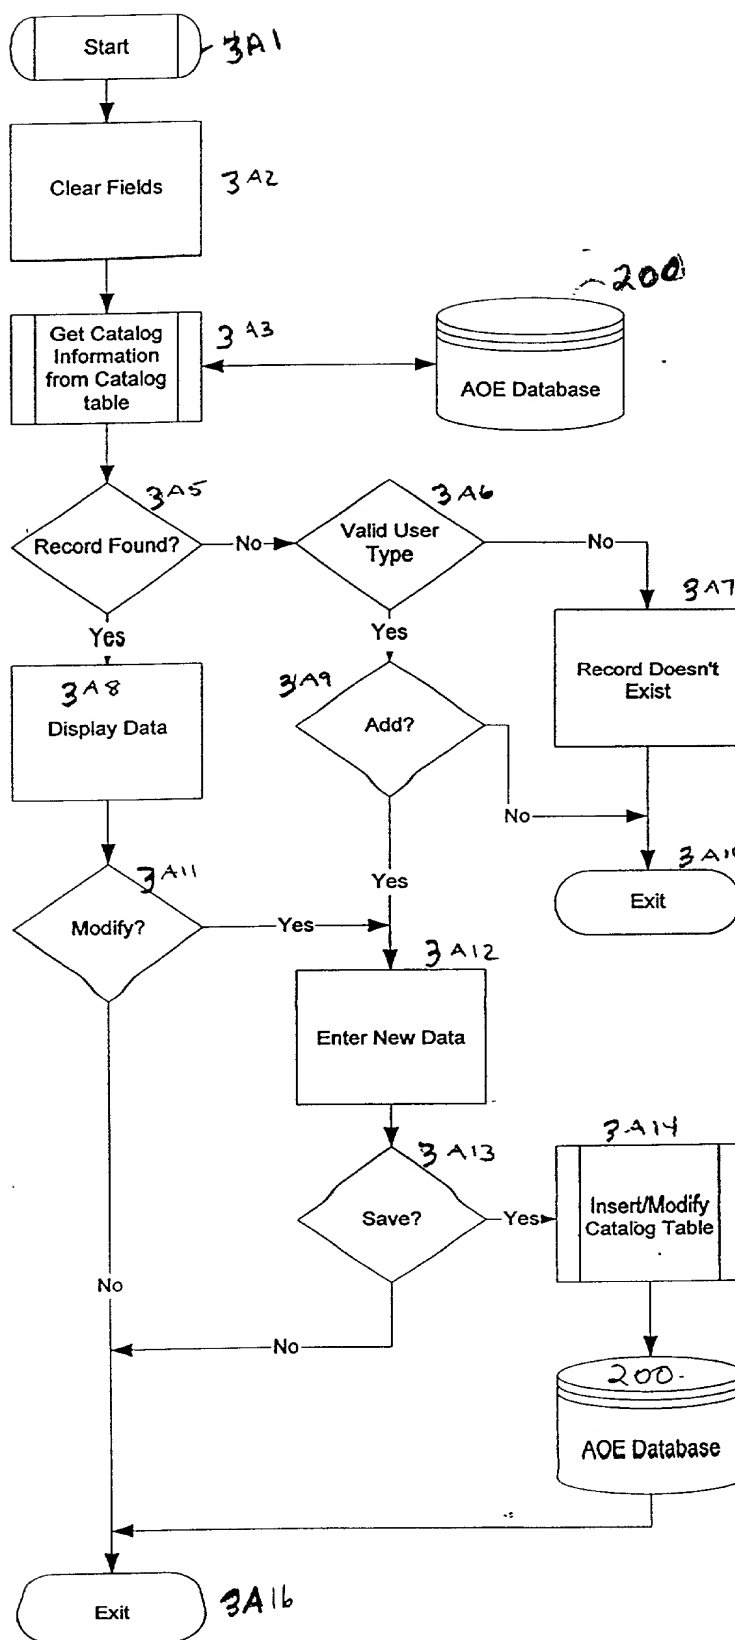 Start
3A1
Clear Fields
3A2
200
Get Catalog
Information
from Catalog
table
3A3
AOE Database
3A5
3A6
Record Found?
No
Valid User
Type
No
3A7
Yes
Yes
3A8
Display Data
3A9
Add?
Record Doesn't
Exist
No
3A11
Yes
Exit
Modify?
Yes
3A12
Enter New Data
3A13
3A14
Save?
Yes
Insert/Modify
Catalog Table
No
No
200
AOE Database
Exit
3A16